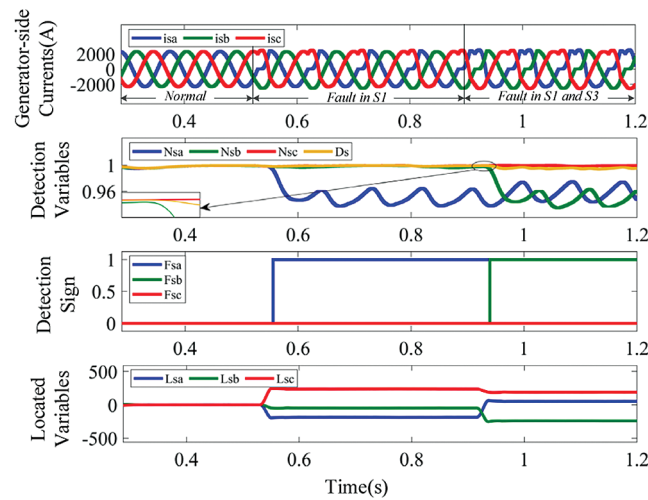 Generator-side
Currents(A)
isa isb isc
2000
0
-2000
Normal
Fault in S1
Fault in S1 and S3
0.4 0.6 0.8 1 1.2
Detection
Variables
Nsa Nsb Nsc Ds
1
0.96
0.4 0.6 0.8 1 1.2
Detection
Sign
Fsa
Fsb
Fsc
1
0.5
0
0.4 0.6 0.8 1 1.2
Located
Variables
Lsa Lsb Lsc
500
0
-500
0.4 0.6 0.8 1 1.2
Time(s)